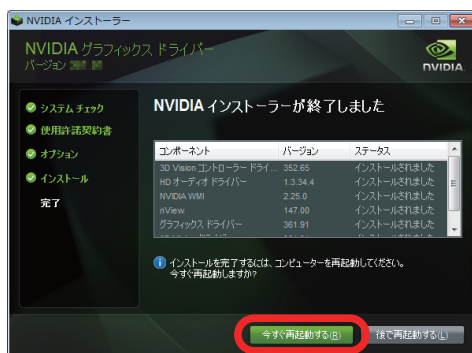 NVIDIA インストーラー
NVIDIA グラフィックス ドライバー
バージョン
NVIDIA.
システム チェック
使用許諾契約書
オプション
インストール
完了
NVIDIA インストーラーが終了しました
コンポーネント バージョン ステータス
3D Vision コントローラー ドライ... 352.65 インストールされました
HD オーディオ ドライバー 1.3.34.4 インストールされました
NVIDIA WMI 2.25.0 インストールされました
nView 147.00 インストールされました
グラフィックス ドライバー 361.91 インストールされました
インストールを完了するには、コンピューターを再起動してください。
今すぐ再起動しますか?
今すぐ再起動する(R) 後で再起動する(L)